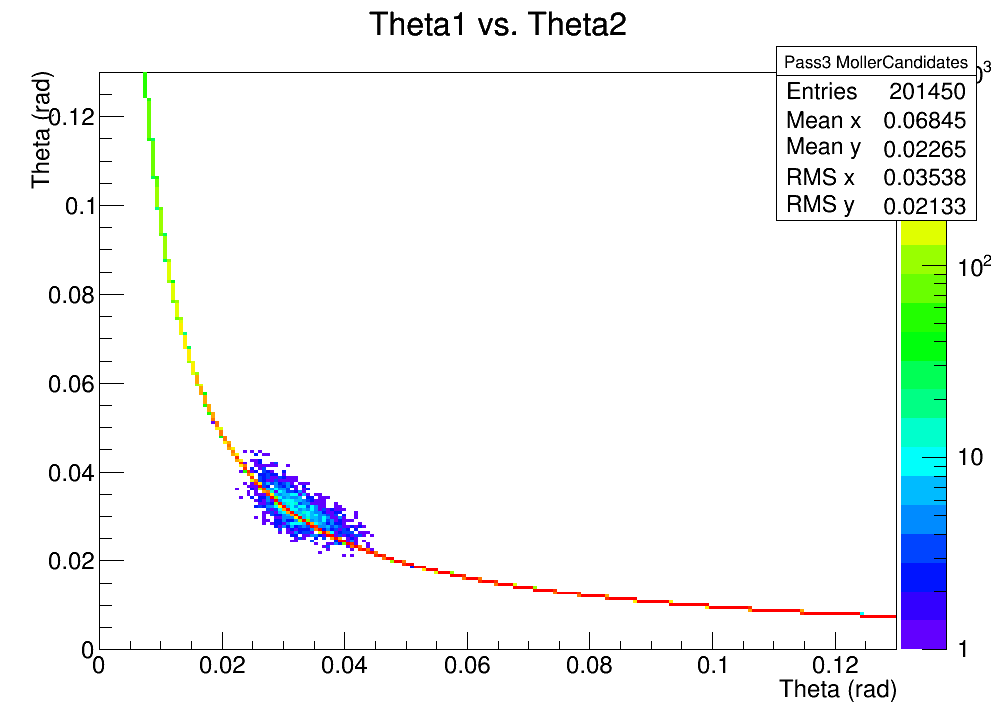 Theta1 vs. Theta2
Pass3 MollerCandidates
Entries 201450
Mean x 0.06845
Mean y 0.02265
RMS x 0.03538
RMS y 0.02133
Theta (rad)
0.12
0.1
0.08
0.06
0.04
0.02
0
0 0.02 0.04 0.06 0.08 0.1 0.12
Theta (rad)
10²
10
1